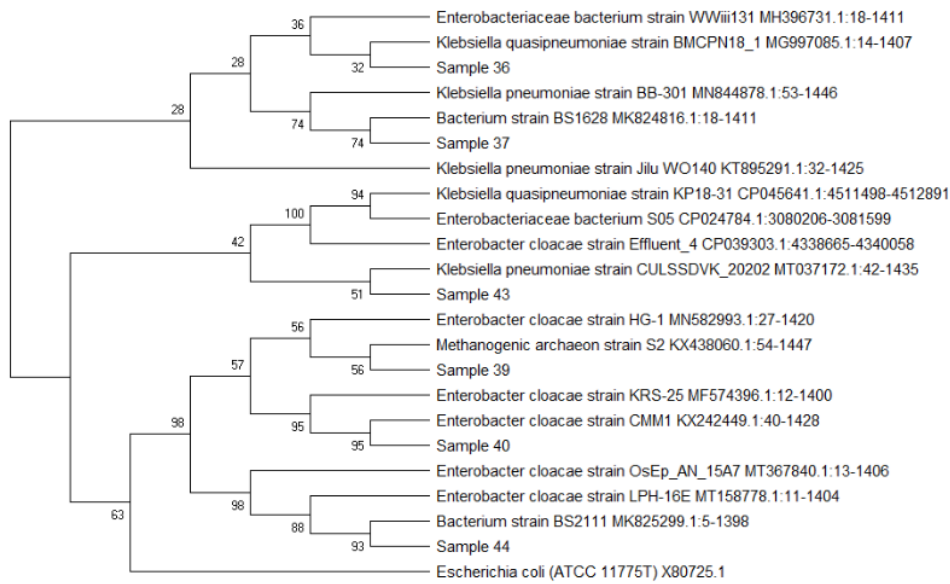 Enterobacteriaceae bacterium strain WWiii131 MH396731.1:18-1411
36
Klebsiella quasipneumoniae strain BMCPN18_1 MG997085.1:14-1407
32
Sample 36
28
Klebsiella pneumoniae strain BB-301 MN844878.1:53-1446
28
Bacterium strain BS1628 MK824816.1:18-1411
74
74
Sample 37
Klebsiella pneumoniae strain Jilu WO140 KT895291.1:32-1425
Klebsiella quasipneumoniae strain KP18-31 CP045641.1:4511498-4512891
94
100
Enterobacteriaceae bacterium S05 CP024784.1:3080206-3081599
42
Enterobacter cloacae strain Effluent_4 CP039303.1:4338665-4340058
Klebsiella pneumoniae strain CULSSDVK_20202 MT037172.1:42-1435
51
Sample 43
Enterobacter cloacae strain HG-1 MN582993.1:27-1420
56
Methanogenic archaeon strain S2 KX438060.1:54-1447
57
56
Sample 39
Enterobacter cloacae strain KRS-25 MF574396.1:12-1400
98
Enterobacter cloacae strain CMM1 KX242449.1:40-1428
95
95
Sample 40
Enterobacter cloacae strain OsEp_AN_15A7 MT367840.1:13-1406
98
Enterobacter cloacae strain LPH-16E MT158778.1:11-1404
63
88
Bacterium strain BS2111 MK825299.1:5-1398
93
Sample 44
Escherichia coli (ATCC 11775T) X80725.1